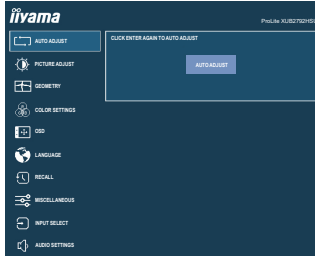 iiyama
ProLite XUB2792HS
AUTO ADJUST
CLICK ENTER AGAIN TO AUTO ADJUST
AUTO ADJUST
PICTURE ADJUST
GEOMETRY
COLOR SETTINGS
OSD
LANGUAGE
RECALL
MISCELLANEOUS
INPUT SELECT
AUDIO SETTINGS